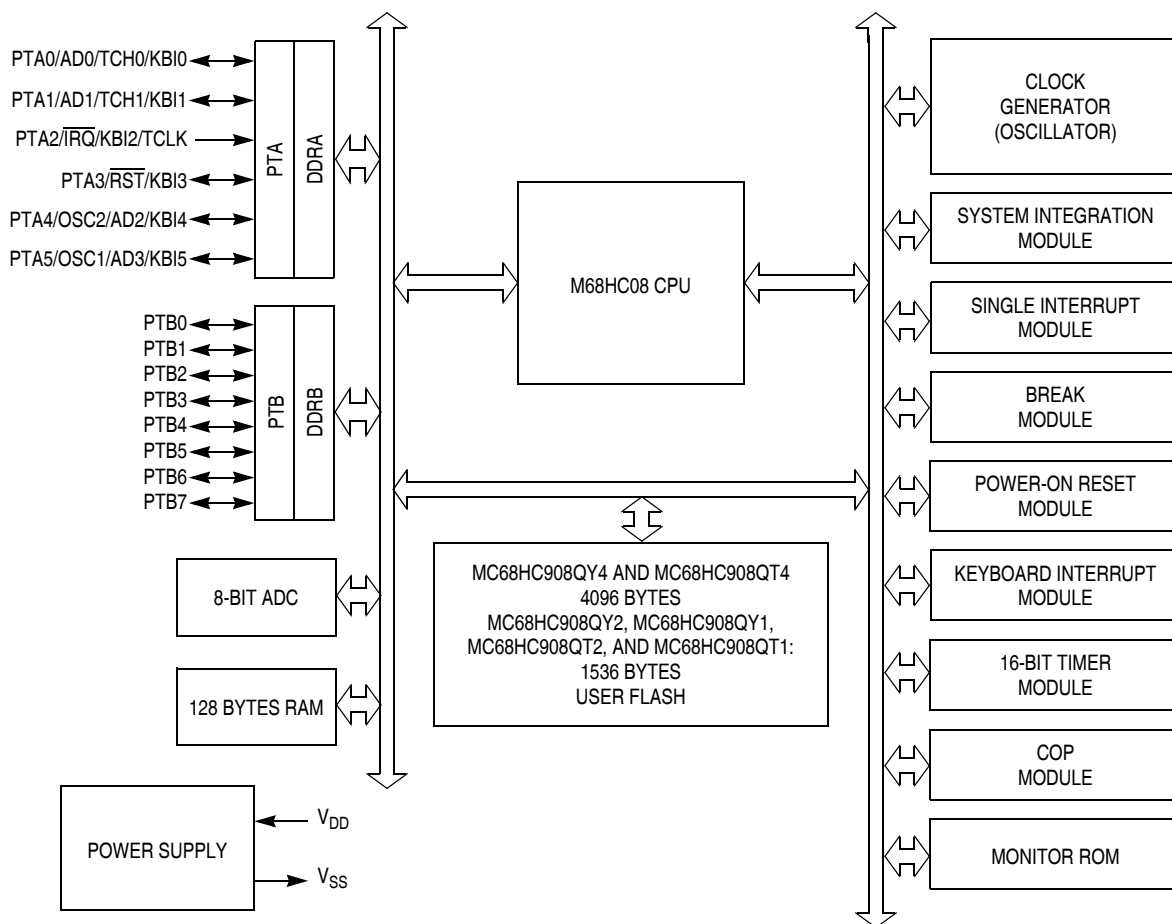 PTA0/AD0/TCH0/KBI0
PTA1/AD1/TCH1/KBI1
PTA2/I̅R̅Q̅/KBI2/TCLK
PTA3/R̅S̅T̅/KBI3
PTA4/OSC2/AD2/KBI4
PTA5/OSC1/AD3/KBI5
PTA
DDRA
PTB0
PTB1
PTB2
PTB3
PTB4
PTB5
PTB6
PTB7
PTB
DDRB
8-BIT ADC
128 BYTES RAM
POWER SUPPLY
VDD
VSS
M68HC08 CPU
MC68HC908QY4 AND MC68HC908QT4
4096 BYTES
MC68HC908QY2, MC68HC908QY1,
MC68HC908QT2, AND MC68HC908QT1:
1536 BYTES
USER FLASH
CLOCK
GENERATOR
(OSCILLATOR)
SYSTEM INTEGRATION
MODULE
SINGLE INTERRUPT
MODULE
BREAK
MODULE
POWER-ON RESET
MODULE
KEYBOARD INTERRUPT
MODULE
16-BIT TIMER
MODULE
COP
MODULE
MONITOR ROM